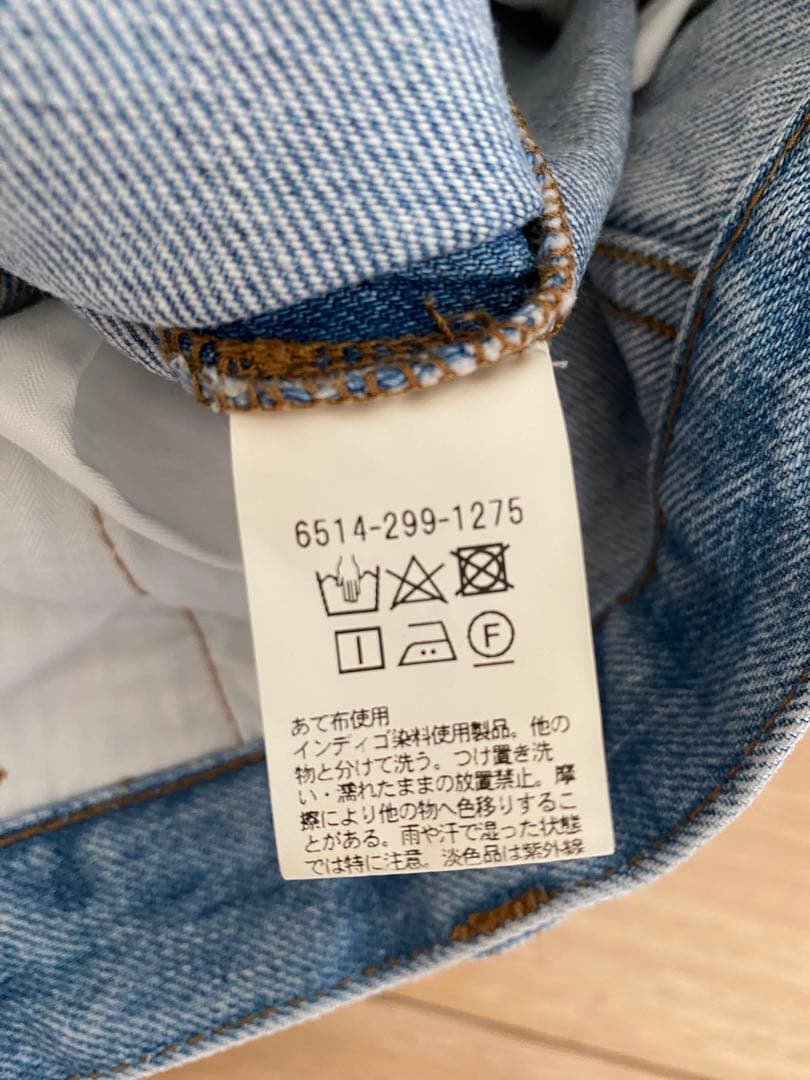 6514-299-1275
F
あて布使用
インディゴ染料使用製品。他の
物と分けて洗う。つけ置き洗
い・濡れたままの放置禁止。摩
擦により他の物へ色移りするこ
とがある。雨や汗で湿った状態
では特に注意。淡色品は紫外線